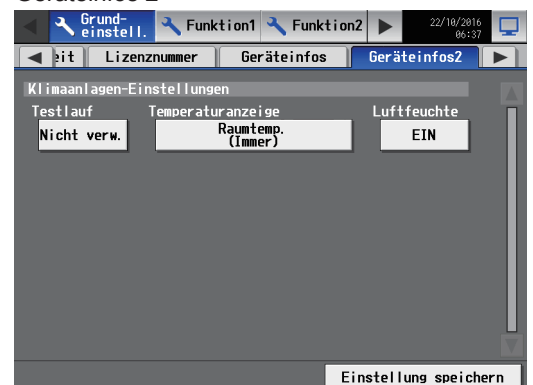 Geräteinfos 2
Grund-
einstell.
Funktion1
Funktion2
22/10/2016
06:37
eit
Lizenznummer
Geräteinfos
Geräteinfos2
Klimaanlagen-Einstellungen
Testlauf
Temperaturanzeige
Luftfeuchte
Nicht verw.
Raumtemp.
(Immer)
EIN
Einstellung speichern